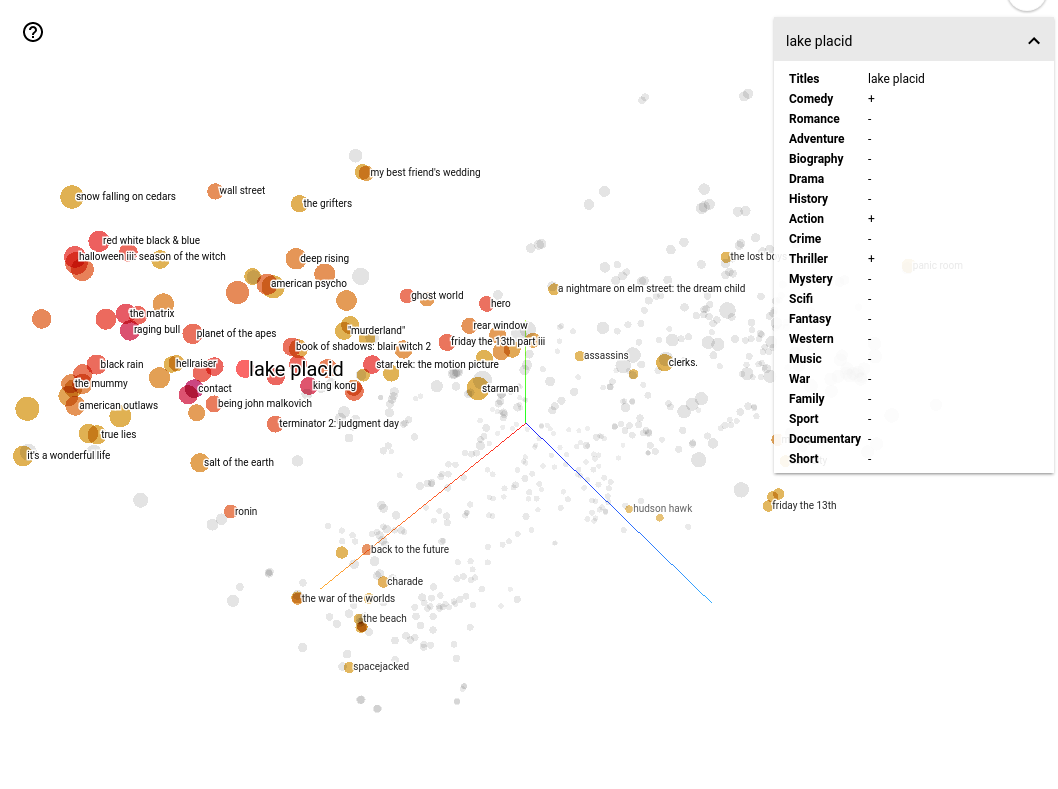 ?
lake placid
Titles lake placid
Comedy +
Romance -
Adventure -
Biography -
Drama -
History -
Action +
Crime -
Thriller +
Mystery -
Scifi -
Fantasy -
Western -
Music -
War -
Family -
Sport -
Documentary -
Short -
my best friend's wedding
wall street
snow falling on cedars
the grifters
red white black & blue
halloween iii: season of the witch
deep rising
the lost bo
panic room
american psycho
a nightmare on elm street: the dream child
ghost world
hero
the matrix
rear window
raging bull
"murderland"
planet of the apes
friday the 13th part iii
book of shadows: blair witch 2
assassins
clerks.
black rain
hellraiser
star trek: the motion picture
lake placid
the mummy
king kong
contact
starman
being john malkovich
american outlaws
terminator 2: judgment day
true lies
it's a wonderful life
salt of the earth
friday the 13th
hudson hawk
ronin
back to the future
charade
the war of the worlds
the beach
spacejacked